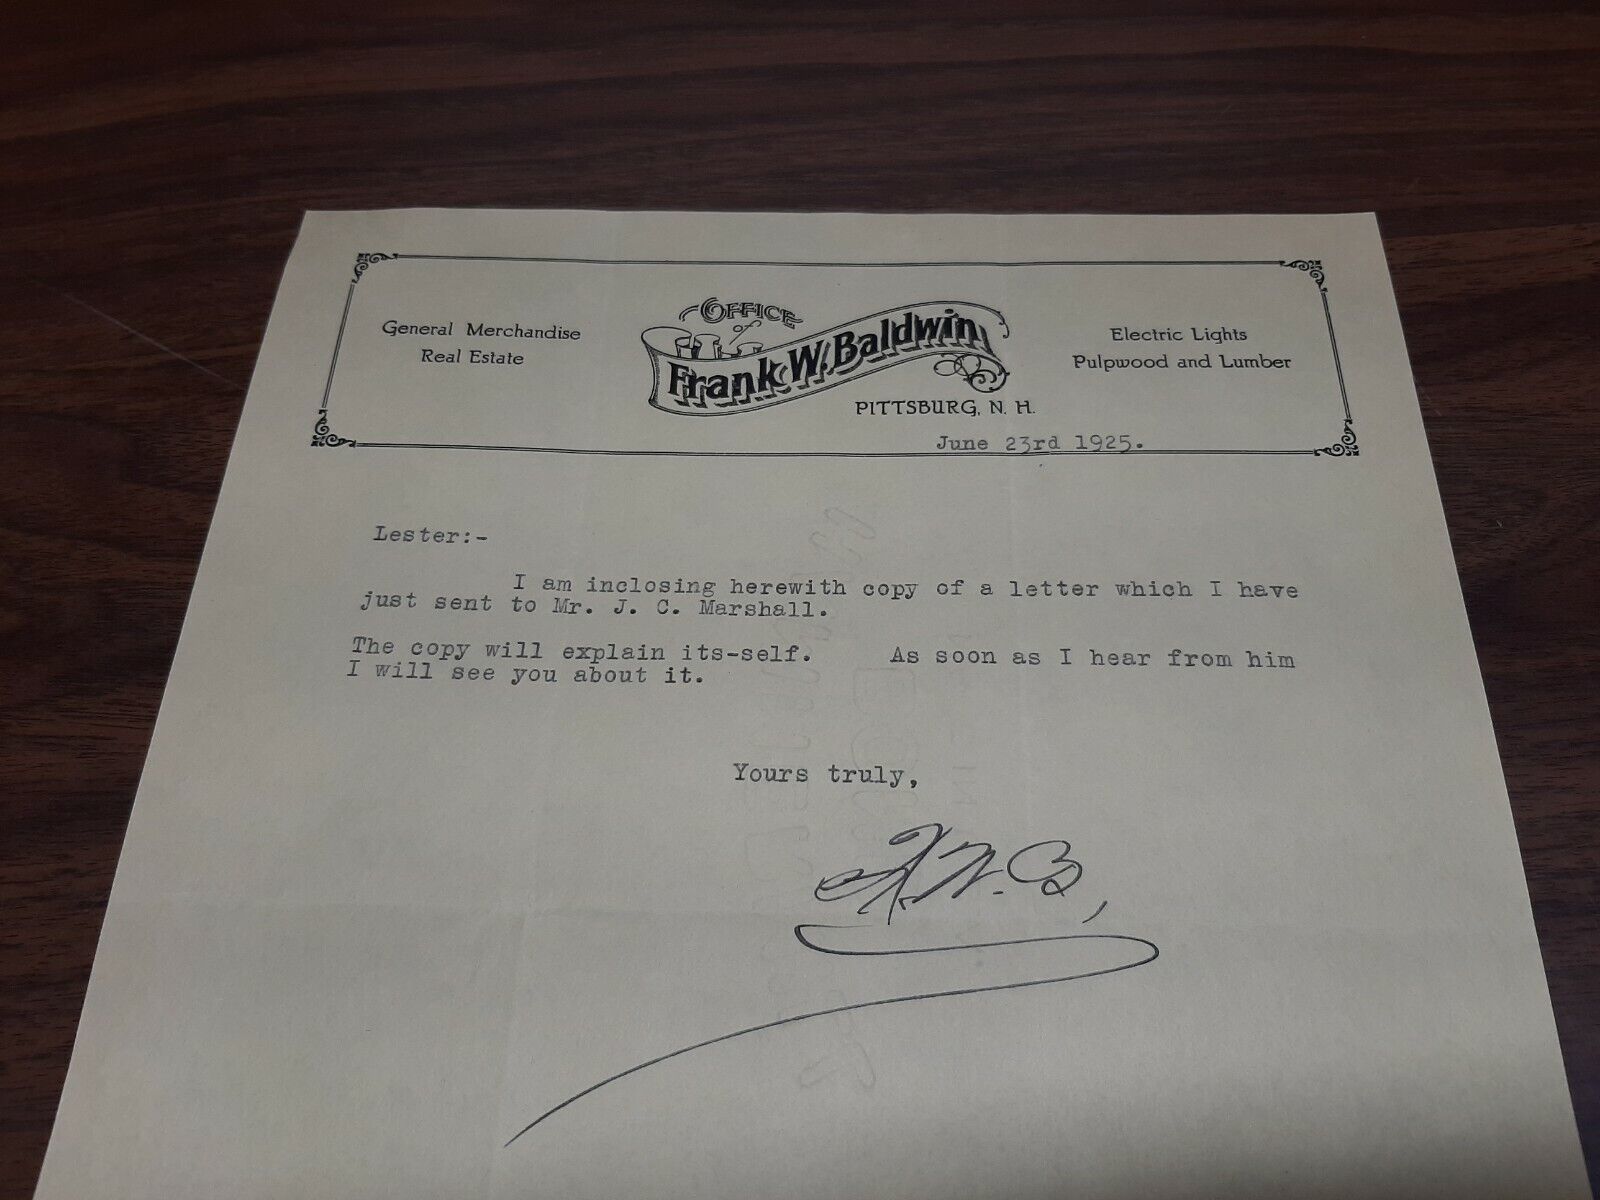 General Merchandise
Real Estate
OFFICE
of
Frank W. Baldwin
PITTSBURG, N. H.
Electric Lights
Pulpwood and Lumber
June 23rd 1925.
Lester:-
I am inclosing herewith copy of a letter which I have
just sent to Mr. J. C. Marshall.
The copy will explain its-self. As soon as I hear from him
I will see you about it.
Yours truly,
F.W.B,